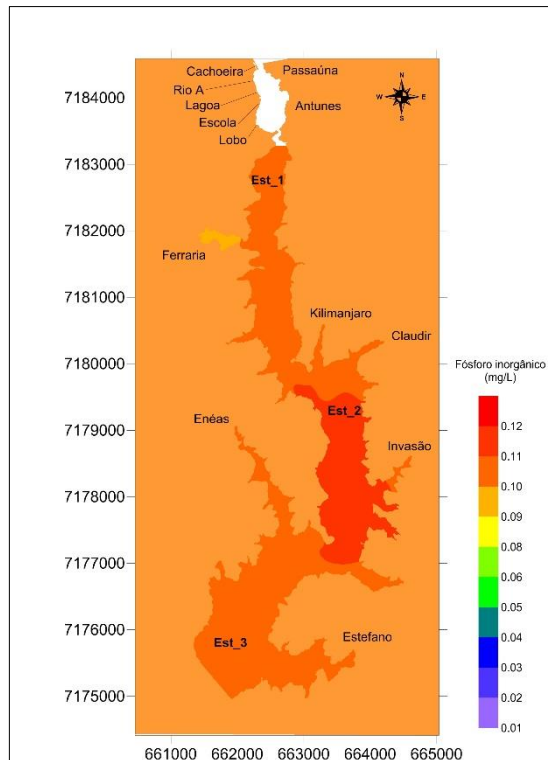 Cachoeira
Passaúna
N
Rio A
7184000
W
E
Lagoa
Antunes
S
Escola
Lobo
7183000
Est_1
7182000
Ferraria
7181000
Kilimanjaro
Claudir
7180000
Fósforo inorgânico
(mg/L)
Est_2
Enéas
0.12
7179000
Invasão
0.11
0.10
7178000
0.09
0.06
7177000
0.05
0.04
7176000
Est_3
Estefano
0.03
0.02
7175000
0.01
661000 662000 663000 664000 665000